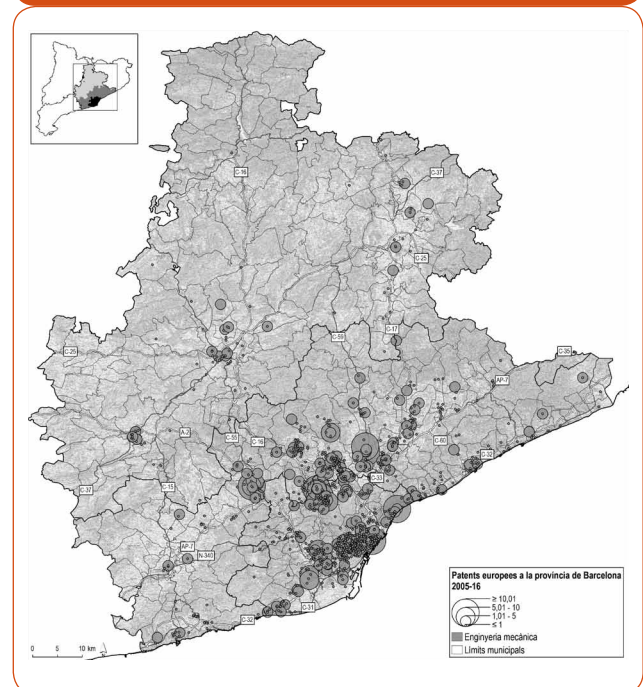 C-16
C-37
C-25
C-59
C-17
C-25
C-35
AP-7
A-2
C-55
C-16
C-60
C-33
C-32
C-37
C-15
AP-7
N-340
C-31
C-32
Patents europees a la província de Barcelona
2005-16
≥ 10,01
5,01 - 10
1,01 - 5
≤ 1
Enginyeria mecànica
Límits municipals
0 5 10 km